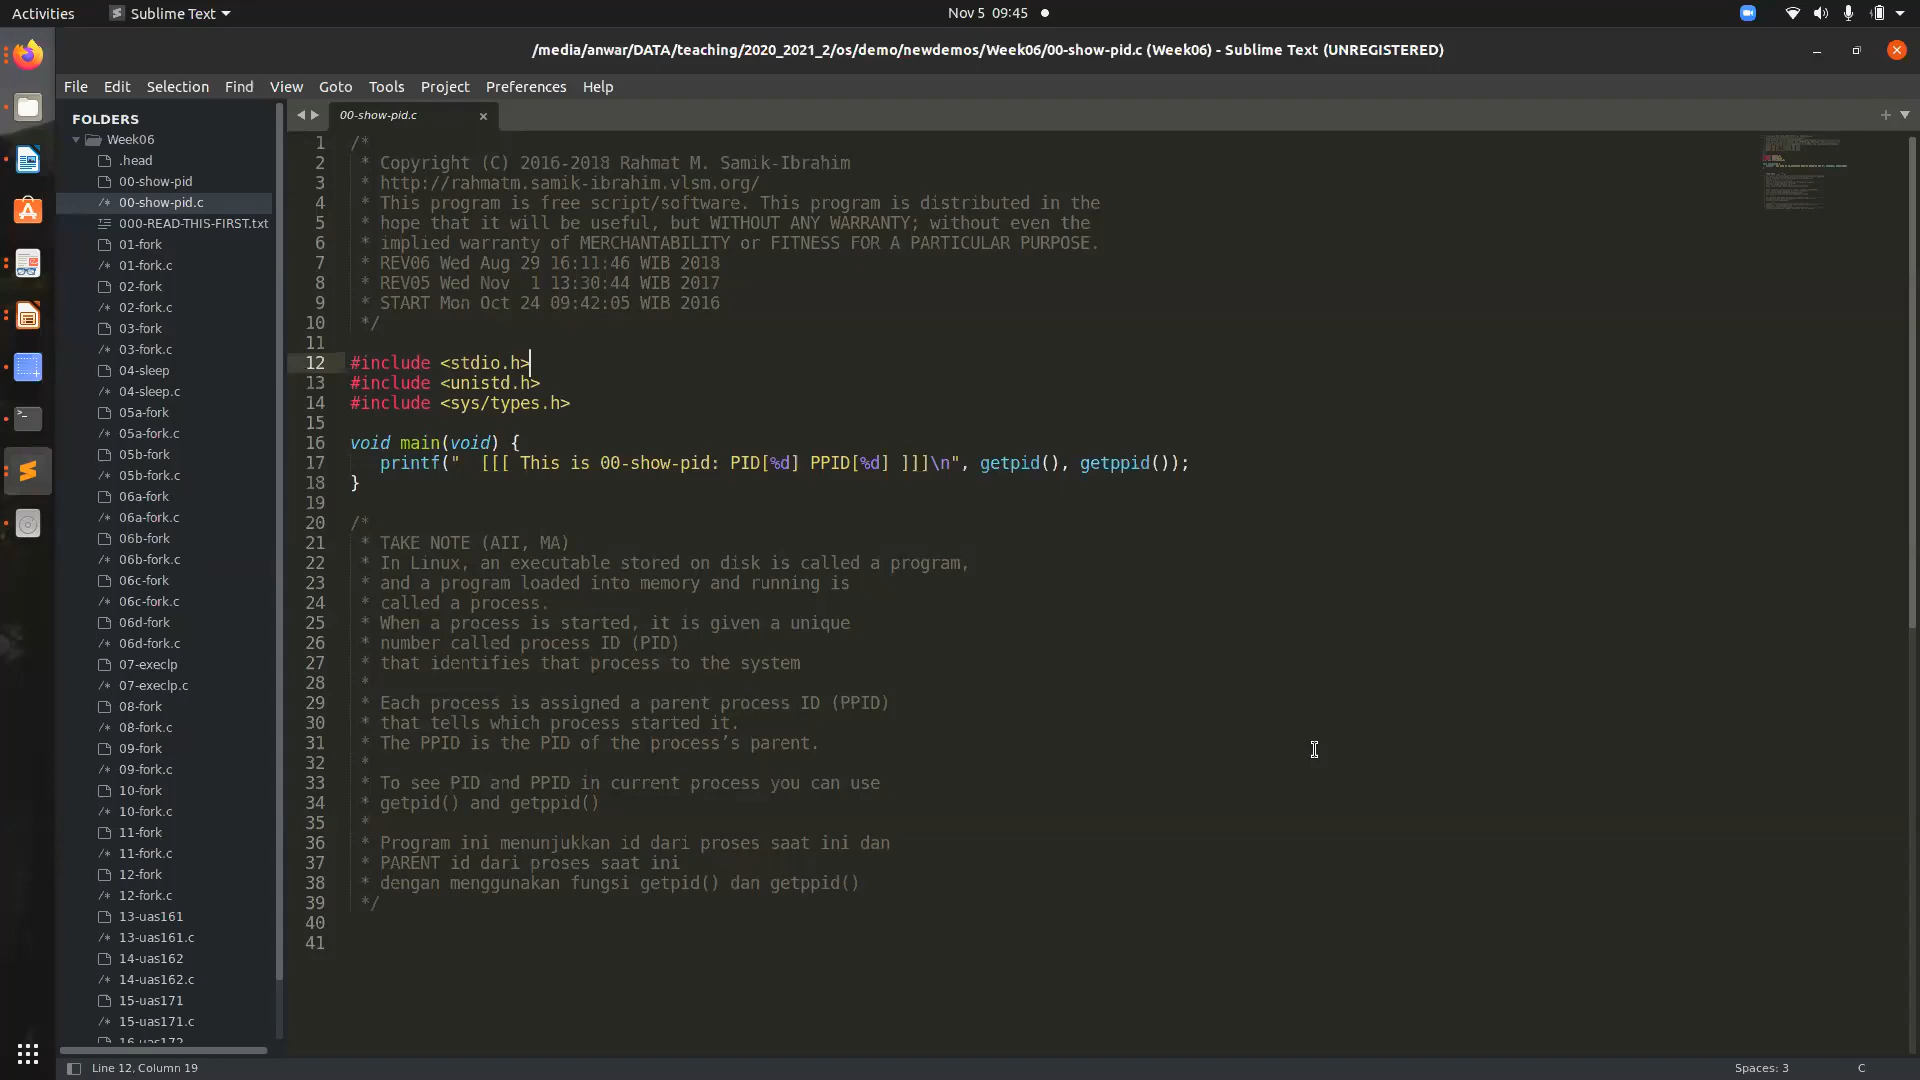 Activities
Sublime Text
Nov 5 09:45
/media/anwar/DATA/teaching/2020_2021_2/os/demo/newdemos/Week06/00-show-pid.c (Week06) - Sublime Text (UNREGISTERED)
File Edit Selection Find View Goto Tools Project Preferences Help
FOLDERS
Week06
.head
00-show-pid
00-show-pid.c
000-READ-THIS-FIRST.txt
01-fork
01-fork.c
02-fork
02-fork.c
03-fork
03-fork.c
04-sleep
04-sleep.c
05a-fork
05a-fork.c
05b-fork
05b-fork.c
06a-fork
06a-fork.c
06b-fork
06b-fork.c
06c-fork
06c-fork.c
06d-fork
06d-fork.c
07-execlp
07-execlp.c
08-fork
08-fork.c
09-fork
09-fork.c
10-fork
10-fork.c
11-fork
11-fork.c
12-fork
12-fork.c
13-uas161
13-uas161.c
14-uas162
14-uas162.c
15-uas171
15-uas171.c
16-uas172
00-show-pid.c
1 /*
2 * Copyright (C) 2016-2018 Rahmat M. Samik-Ibrahim
3 * http://rahmatm.samik-ibrahim.vlsm.org/
4 * This program is free script/software. This program is distributed in the
5 * hope that it will be useful, but WITHOUT ANY WARRANTY; without even the
6 * implied warranty of MERCHANTABILITY or FITNESS FOR A PARTICULAR PURPOSE.
7 * REV06 Wed Aug 29 16:11:46 WIB 2018
8 * REV05 Wed Nov  1 13:30:44 WIB 2017
9 * START Mon Oct 24 09:42:05 WIB 2016
10 */
11
12 #include <stdio.h>
13 #include <unistd.h>
14 #include <sys/types.h>
15
16 void main(void) {
17 printf("  [[[ This is 00-show-pid: PID[%d] PPID[%d] ]]]\n", getpid(), getppid());
18 }
19
20 /*
21 * TAKE NOTE (AII, MA)
22 * In Linux, an executable stored on disk is called a program,
23 * and a program loaded into memory and running is
24 * called a process.
25 * When a process is started, it is given a unique
26 * number called process ID (PID)
27 * that identifies that process to the system
28 *
29 * Each process is assigned a parent process ID (PPID)
30 * that tells which process started it.
31 * The PPID is the PID of the process’s parent.
32 *
33 * To see PID and PPID in current process you can use
34 * getpid() and getppid()
35 *
36 * Program ini menunjukkan id dari proses saat ini dan
37 * PARENT id dari proses saat ini
38 * dengan menggunakan fungsi getpid() dan getppid()
39 */
40
41
Line 12, Column 19
Spaces: 3
C